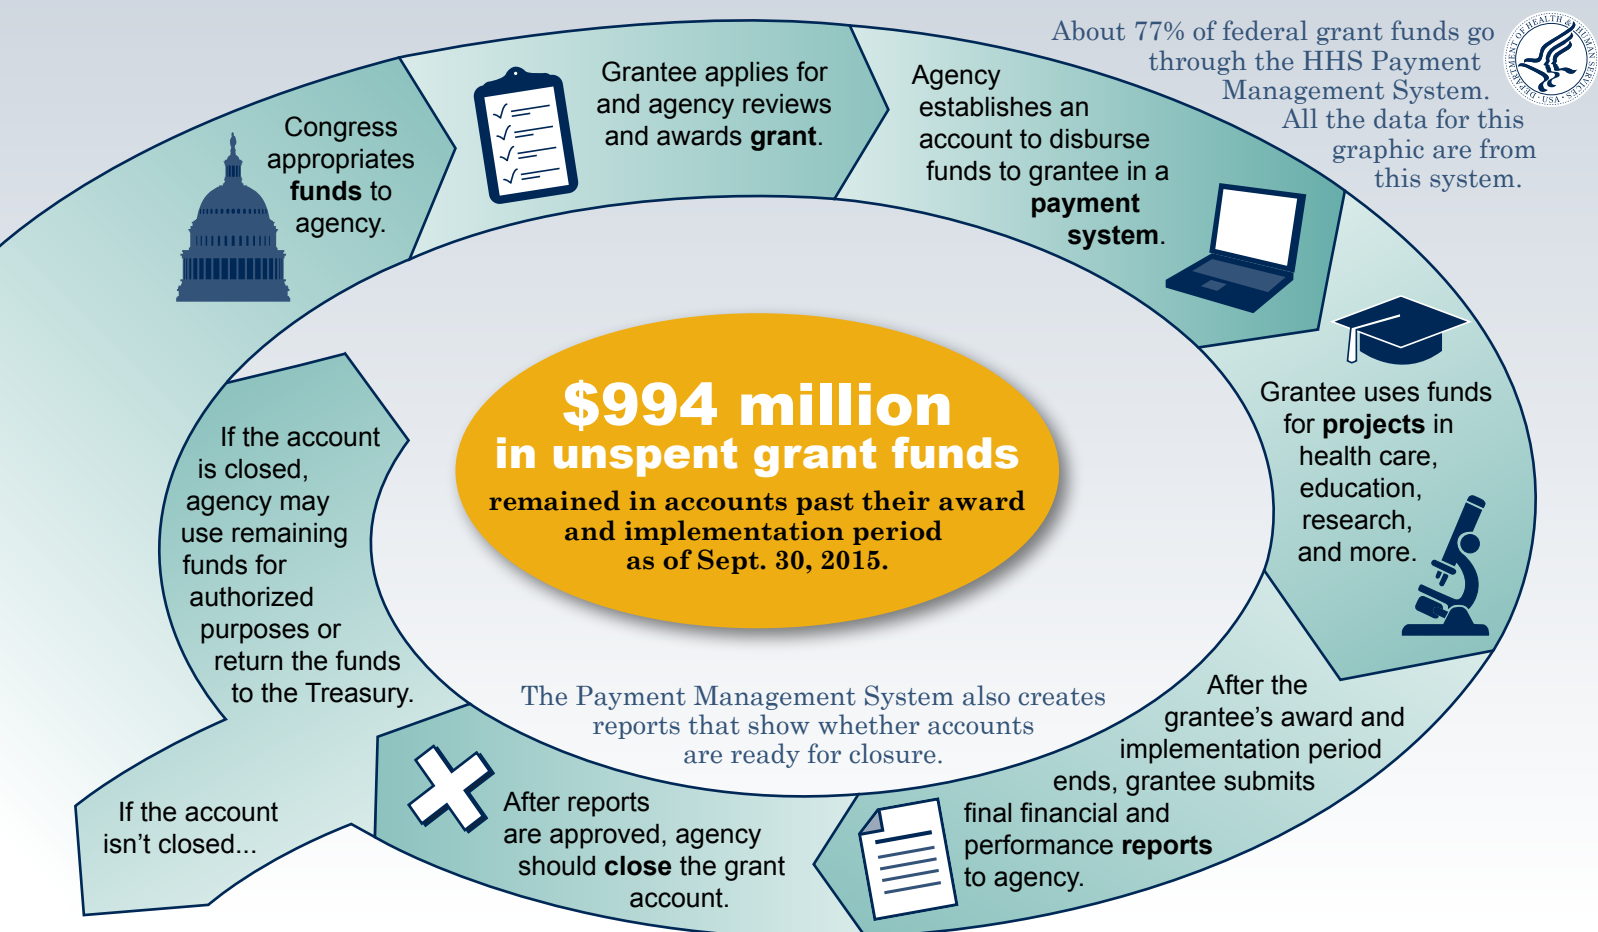 About 77% of federal grant funds go
through the HHS Payment
Management System.
All the data for this
graphic are from
this system.
DEPARTMENT OF HEALTH & HUMAN SERVICES · USA
Congress
appropriates
funds to
agency.
Grantee applies for
and agency reviews
and awards grant.
Agency
establishes an
account to disburse
funds to grantee in a
payment
system.
Grantee uses funds
for projects in
health care,
education,
research,
and more.
After the
grantee's award and
implementation period
ends, grantee submits
final financial and
performance reports
to agency.
After reports
are approved, agency
should close the grant
account.
If the account
is closed,
agency may
use remaining
funds for
authorized
purposes or
return the funds
to the Treasury.
If the account
isn't closed...
$994 million
in unspent grant funds
remained in accounts past their award
and implementation period
as of Sept. 30, 2015.
The Payment Management System also creates
reports that show whether accounts
are ready for closure.